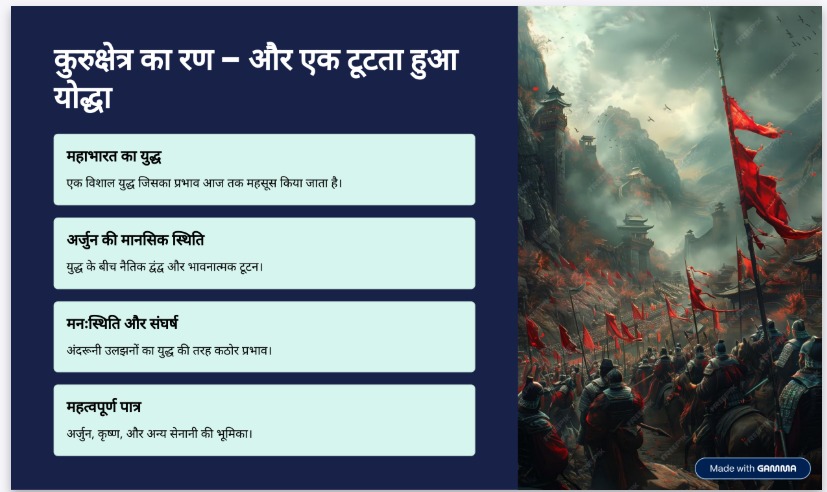 कुरुक्षेत्र का रण – और एक टूटता हुआ
योद्धा
महाभारत का युद्ध
एक विशाल युद्ध जिसका प्रभाव आज तक महसूस किया जाता है।
अर्जुन की मानसिक स्थिति
युद्ध के बीच नैतिक द्वंद्व और भावनात्मक टूटन।
मनःस्थिति और संघर्ष
अंदरूनी उलझनों का युद्ध की तरह कठोर प्रभाव।
महत्वपूर्ण पात्र
अर्जुन, कृष्ण, और अन्य सेनानी की भूमिका।
Made with GAMMA